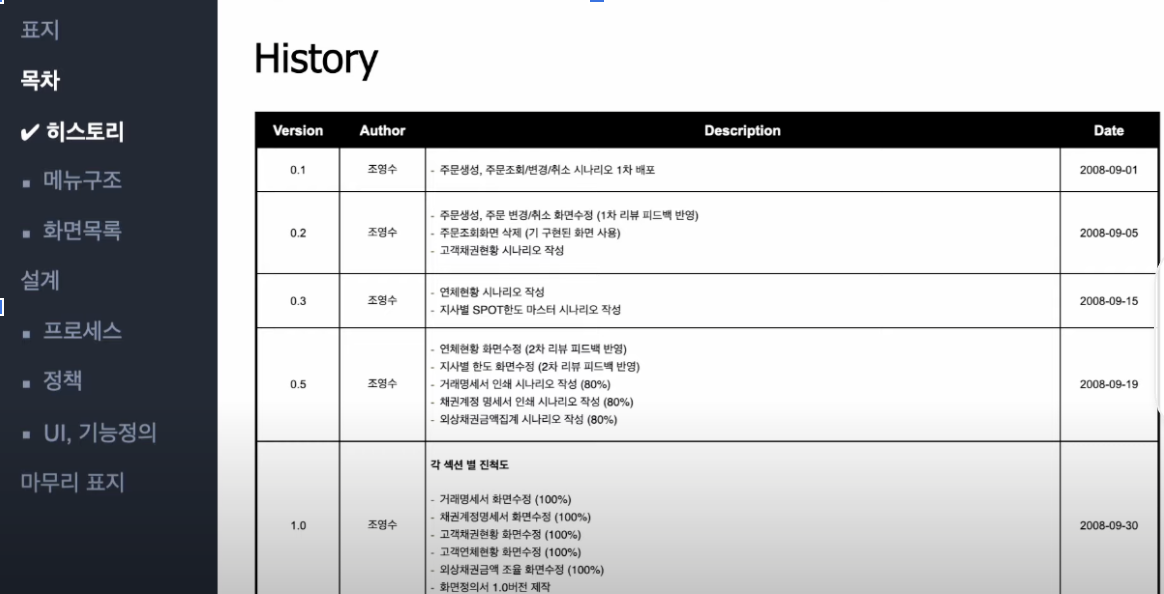 표지
목차
✔ 히스토리
▪ 메뉴구조
▪ 화면목록
설계
▪ 프로세스
▪ 정책
▪ UI, 기능정의
마무리 표지
History
Version Author Description Date
0.1 조영수 - 주문생성, 주문조회/변경/취소 시나리오 1차 배포 2008-09-01
- 주문생성, 주문 변경/취소 화면수정 (1차 리뷰 피드백 반영)
0.2 조영수 - 주문조회화면 삭제 (기 구현된 화면 사용) 2008-09-05
- 고객채권현황 시나리오 작성
- 연체현황 시나리오 작성
0.3 조영수 2008-09-15
- 지사별 SPOT한도 마스터 시나리오 작성
- 연체현황 화면수정 (2차 리뷰 피드백 반영)
- 지사별 한도 화면수정 (2차 리뷰 피드백 반영)
0.5 조영수 - 거래명세서 인쇄 시나리오 작성 (80%) 2008-09-19
- 채권계정 명세서 인쇄 시나리오 작성 (80%)
- 외상채권금액집계 시나리오 작성 (80%)
각 섹션 별 진척도
- 거래명세서 화면수정 (100%)
- 채권계정명세서 화면수정 (100%)
1.0 조영수 - 고객채권현황 화면수정 (100%) 2008-09-30
- 고객연체현황 화면수정 (100%)
- 외상채권금액 조율 화면수정 (100%)
- 화면정의서 1.0버전 제작